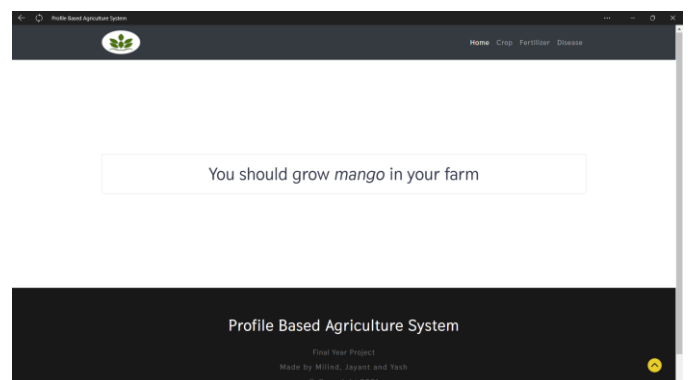 Profile Based Agriculture System
Home Crop Fertilizer Disease
You should grow mango in your farm
Profile Based Agriculture System
Final Year Project
Made by Milind, Jayant and Yash